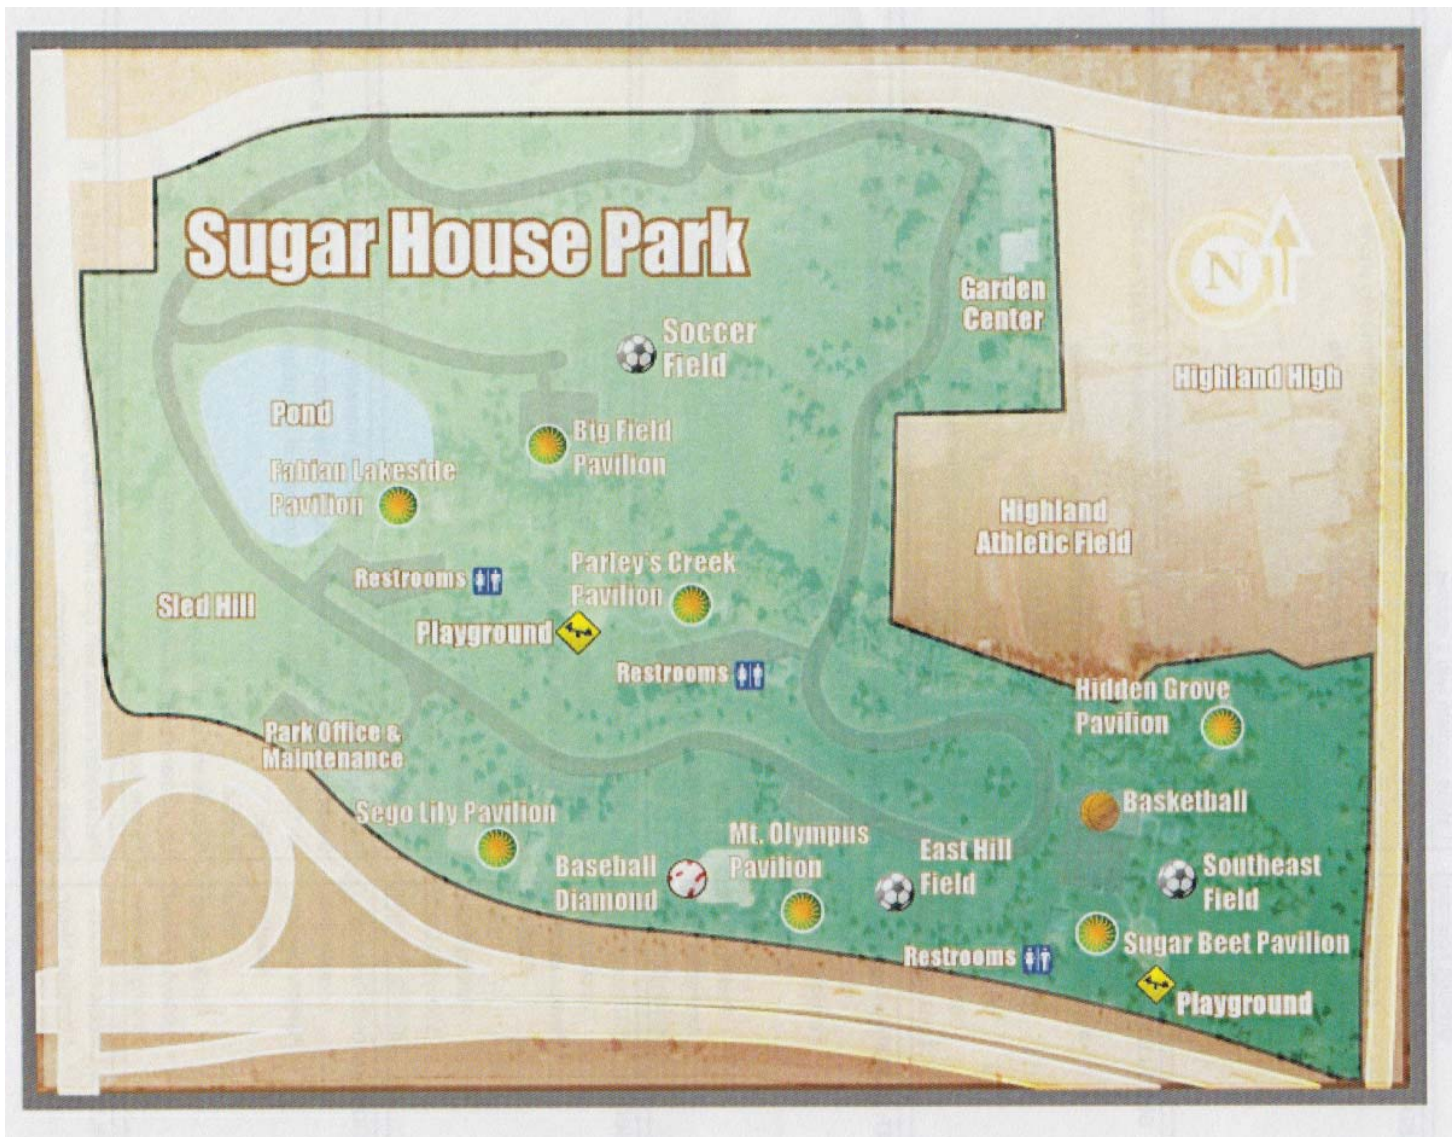 Sugar House Park
N
Garden
Center
Soccer
Field
Highland High
Pond
Big Field
Pavilion
Fabian Lakeside
Pavilion
Highland
Athletic Field
Parley's Creek
Pavilion
Restrooms
Sled Hill
Playground
Restrooms
Hidden Grove
Pavilion
Park Office &
Maintenance
Basketball
Sego Lily Pavilion
Mt. Olympus
Pavilion
East Hill
Field
Baseball
Diamond
Southeast
Field
Restrooms
Sugar Beet Pavilion
Playground